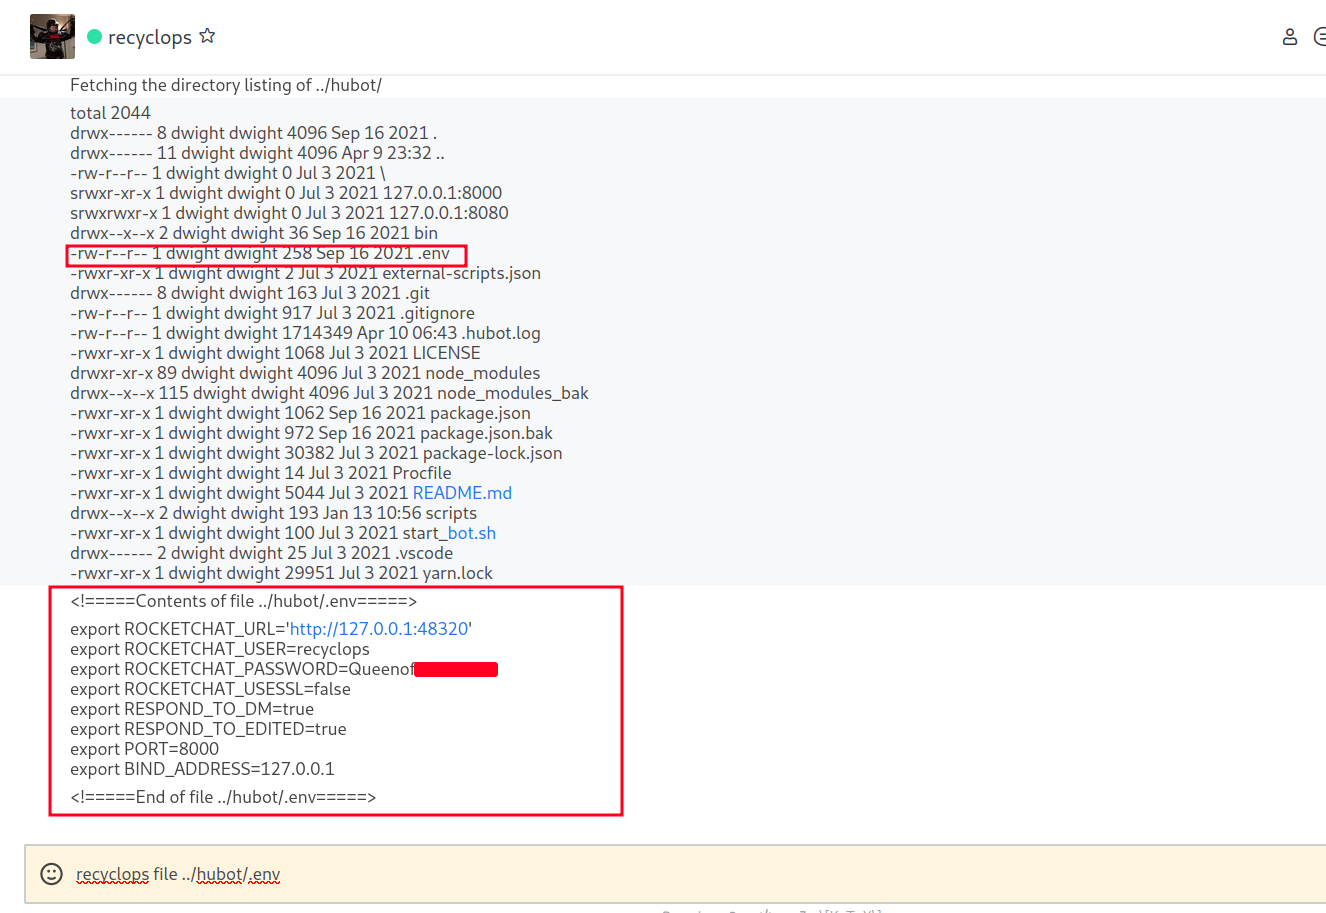 recyclops
Fetching the directory listing of ../hubot/
total 2044
drwx------ 8 dwight dwight 4096 Sep 16 2021 .
drwx------ 11 dwight dwight 4096 Apr 9 23:32 ..
-rw-r--r-- 1 dwight dwight 0 Jul 3 2021 \
srwxr-xr-x 1 dwight dwight 0 Jul 3 2021 127.0.0.1:8000
srwxrwxr-x 1 dwight dwight 0 Jul 3 2021 127.0.0.1:8080
drwx--x--x 2 dwight dwight 36 Sep 16 2021 bin
-rw-r--r-- 1 dwight dwight 258 Sep 16 2021 .env
-rwxr-xr-x 1 dwight dwight 2 Jul 3 2021 external-scripts.json
drwx------ 8 dwight dwight 163 Jul 3 2021 .git
-rw-r--r-- 1 dwight dwight 917 Jul 3 2021 .gitignore
-rw-r--r-- 1 dwight dwight 1714349 Apr 10 06:43 .hubot.log
-rwxr-xr-x 1 dwight dwight 1068 Jul 3 2021 LICENSE
drwxr-xr-x 89 dwight dwight 4096 Jul 3 2021 node_modules
drwx--x--x 115 dwight dwight 4096 Jul 3 2021 node_modules_bak
-rwxr-xr-x 1 dwight dwight 1062 Sep 16 2021 package.json
-rwxr-xr-x 1 dwight dwight 972 Sep 16 2021 package.json.bak
-rwxr-xr-x 1 dwight dwight 30382 Jul 3 2021 package-lock.json
-rwxr-xr-x 1 dwight dwight 14 Jul 3 2021 Procfile
-rwxr-xr-x 1 dwight dwight 5044 Jul 3 2021 README.md
drwx--x--x 2 dwight dwight 193 Jan 13 10:56 scripts
-rwxr-xr-x 1 dwight dwight 100 Jul 3 2021 start_bot.sh
drwx------ 2 dwight dwight 25 Jul 3 2021 .vscode
-rwxr-xr-x 1 dwight dwight 29951 Jul 3 2021 yarn.lock
<!=====Contents of file ../hubot/.env=====>
export ROCKETCHAT_URL='http://127.0.0.1:48320'
export ROCKETCHAT_USER=recyclops
export ROCKETCHAT_PASSWORD=Queenof
export ROCKETCHAT_USESSL=false
export RESPOND_TO_DM=true
export RESPOND_TO_EDITED=true
export PORT=8000
export BIND_ADDRESS=127.0.0.1
<!=====End of file ../hubot/.env=====>
recyclops file ../hubot/.env